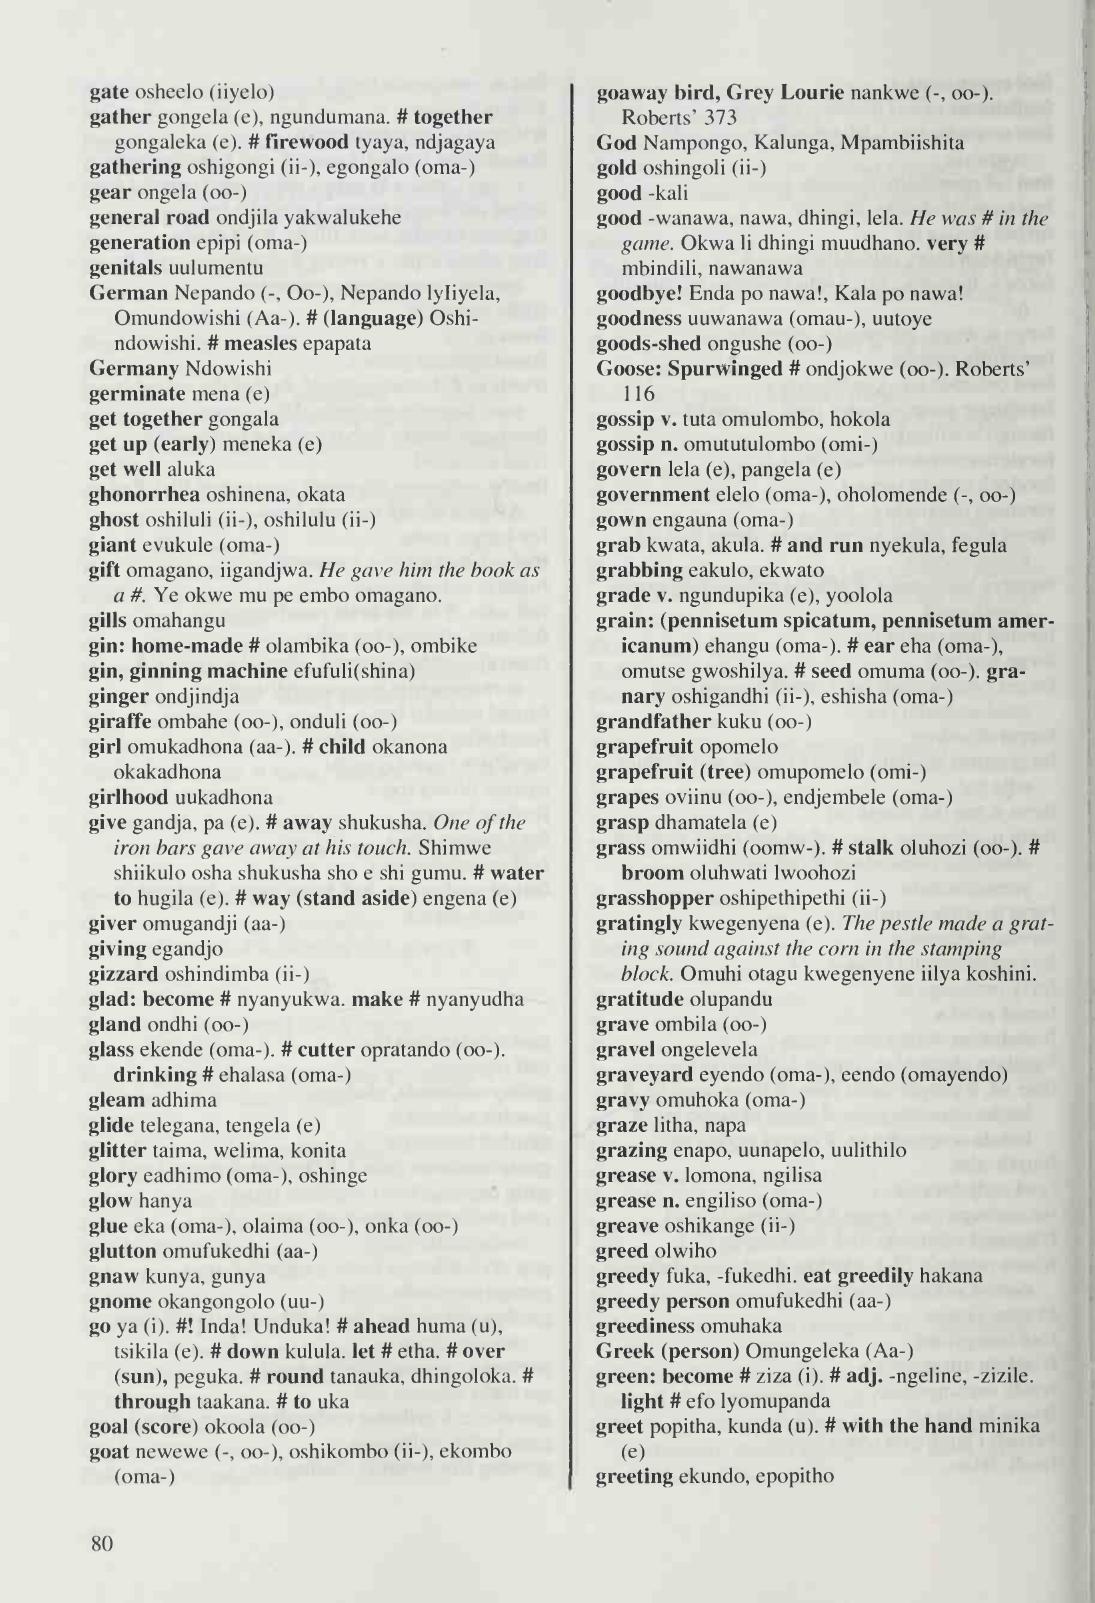 gate osheelo (iiyelo)
gather gongela (e), ngundumana. # together
gongaleka (e). # firewood tyaya, ndjagaya
gathering oshigongi (ii-), egongalo (oma-)
gear ongela (oo-)
general road ondjila yakwalukehe
generation epipi (oma-)
genitals uulumentu
German Nepando (-, Oo-), Nepando lyIiyela,
Omundowishi (Aa-). # (language) Oshi-
ndowishi. # measles epapata
Germany Ndowishi
germinate mena (e)
get together gongala
get up (early) meneka (e)
get well aluka
ghonorrhea oshinena, okata
ghost oshiluli (ii-), oshilulu (ii-)
giant evukule (oma-)
gift omagano, iigandjwa. He gave him the book as
a #. Ye okwe mu pe embo omagano.
gills omahangu
gin: home-made # olambika (oo-), ombike
gin, ginning machine efufuli(shina)
ginger ondjindja
giraffe ombahe (oo-), onduli (oo-)
girl omukadhona (aa-). # child okanona
okakadhona
girlhood uukadhona
give gandja, pa (e). # away shukusha. One of the
iron bars gave away at his touch. Shimwe
shiikulo osha shukusha sho e shi gumu. # water
to hugila (e). # way (stand aside) engena (e)
giver omugandji (aa-)
giving egandjo
gizzard oshindimba (ii-)
glad: become # nyanyukwa. make # nyanyudha
gland ondhi (oo-)
glass ekende (oma-). # cutter opratando (oo-).
drinking # ehalasa (oma-)
gleam adhima
glide telegana, tengela (e)
glitter taima, welima, konita
glory eadhimo (oma-), oshinge
glow hanya
glue eka (oma-), olaima (oo-), onka (oo-)
glutton omufukedhi (aa-)
gnaw kunya, gunya
gnome okangongolo (uu-)
go ya (i). #! Inda! Unduka! # ahead huma (u),
tsikila (e). # down kulula. let # etha. # over
(sun), peguka. # round tanauka, dhingoloka. #
through taakana. # to uka
goal (score) okoola (oo-)
goat newewe (-, oo-), oshikombo (ii-), ekombo
(oma-)
goaway bird, Grey Lourie nankwe (-, oo-).
Roberts' 373
God Nampongo, Kalunga, Mpambiishita
gold oshingoli (ii-)
good -kali
good -wanawa, nawa, dhingi, lela. He was # in the
game. Okwa li dhingi muudhano. very #
mbindili, nawanawa
goodbye! Enda po nawa!, Kala po nawa!
goodness uuwanawa (omau-), uutoye
goods-shed ongushe (oo-)
Goose: Spurwinged # ondjokwe (oo-). Roberts'
116
gossip v. tuta omulombo, hokola
gossip n. omututulombo (omi-)
govern lela (e), pangela (e)
government elelo (oma-), oholomende (-, oo-)
gown engauna (oma-)
grab kwata, akula. # and run nyekula, fegula
grabbing eakulo, ekwato
grade v. ngundupika (e), yoolola
grain: (pennisetum spicatum, pennisetum amer-
icanum) ehangu (oma-). # ear eha (oma-),
omutse gwoshilya. # seed omuma (oo-). gra-
nary oshigandhi (ii-), eshisha (oma-)
grandfather kuku (oo-)
grapefruit opomelo
grapefruit (tree) omupomelo (omi-)
grapes oviinu (oo-), endjembele (oma-)
grasp dhamatela (e)
grass omwiidhi (oomw-). # stalk oluhozi (oo-). #
broom oluhwati lwoohozi
grasshopper oshipethipethi (ii-)
gratingly kwegenyena (e). The pestle made a grat-
ing sound against the corn in the stamping
block. Omuhi otagu kwegenyene iilya koshini.
gratitude olupandu
grave ombila (oo-)
gravel ongelevela
graveyard eyendo (oma-), eendo (omayendo)
gravy omuhoka (oma-)
graze litha, napa
grazing enapo, uunapelo, uulithilo
grease v. lomona, ngilisa
grease n. engiliso (oma-)
greave oshikange (ii-)
greed olwiho
greedy fuka, -fukedhi. eat greedily hakana
greedy person omufukedhi (aa-)
greediness omuhaka
Greek (person) Omungeleka (Aa-)
green: become # ziza (i). # adj. -ngeline, -zizile.
light # efo lyomupanda
greet popitha, kunda (u). # with the hand minika
(e)
greeting ekundo, epopitho
80